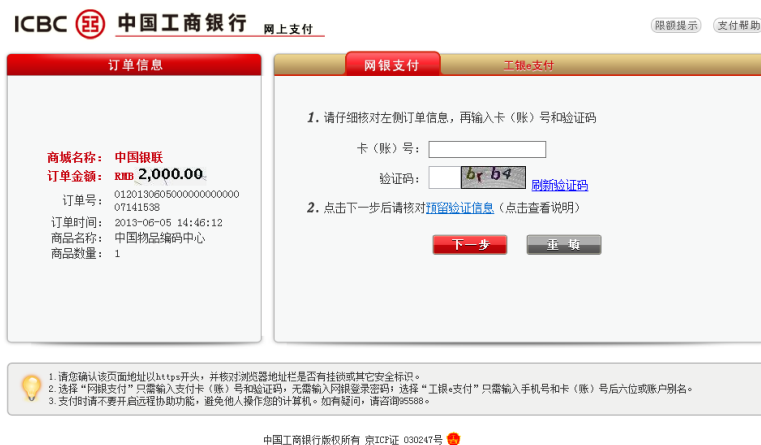 ICBC 中国工商银行 网上支付
限额提示 支付帮助
订单信息
网银支付 工银e支付
1. 请仔细核对左侧订单信息，再输入卡（账）号和验证码
卡（账）号：
验证码： br b4 刷新验证码
2. 点击下一步后请核对预留验证信息（点击查看说明）
下一步 重 填
商城名称： 中国银联
订单金额： RMB 2,000.00
订单号： 0120130605000000000000
07141538
订单时间： 2013-06-05 14:46:12
商品名称： 中国物品编码中心
商品数量： 1
1.请您确认该页面地址以https开头，并核对浏览器地址栏是否有挂锁或其它安全标识。
2.选择“网银支付”只需输入支付卡（账）号和验证码，无需输入网银登录密码；选择“工银e支付”只需输入手机号和卡（账）号后六位或账户别名。
3.支付时请不要开启远程协助功能，避免他人操作您的计算机。如有疑问，请咨询95588。
中国工商银行版权所有 京ICP证 030247号